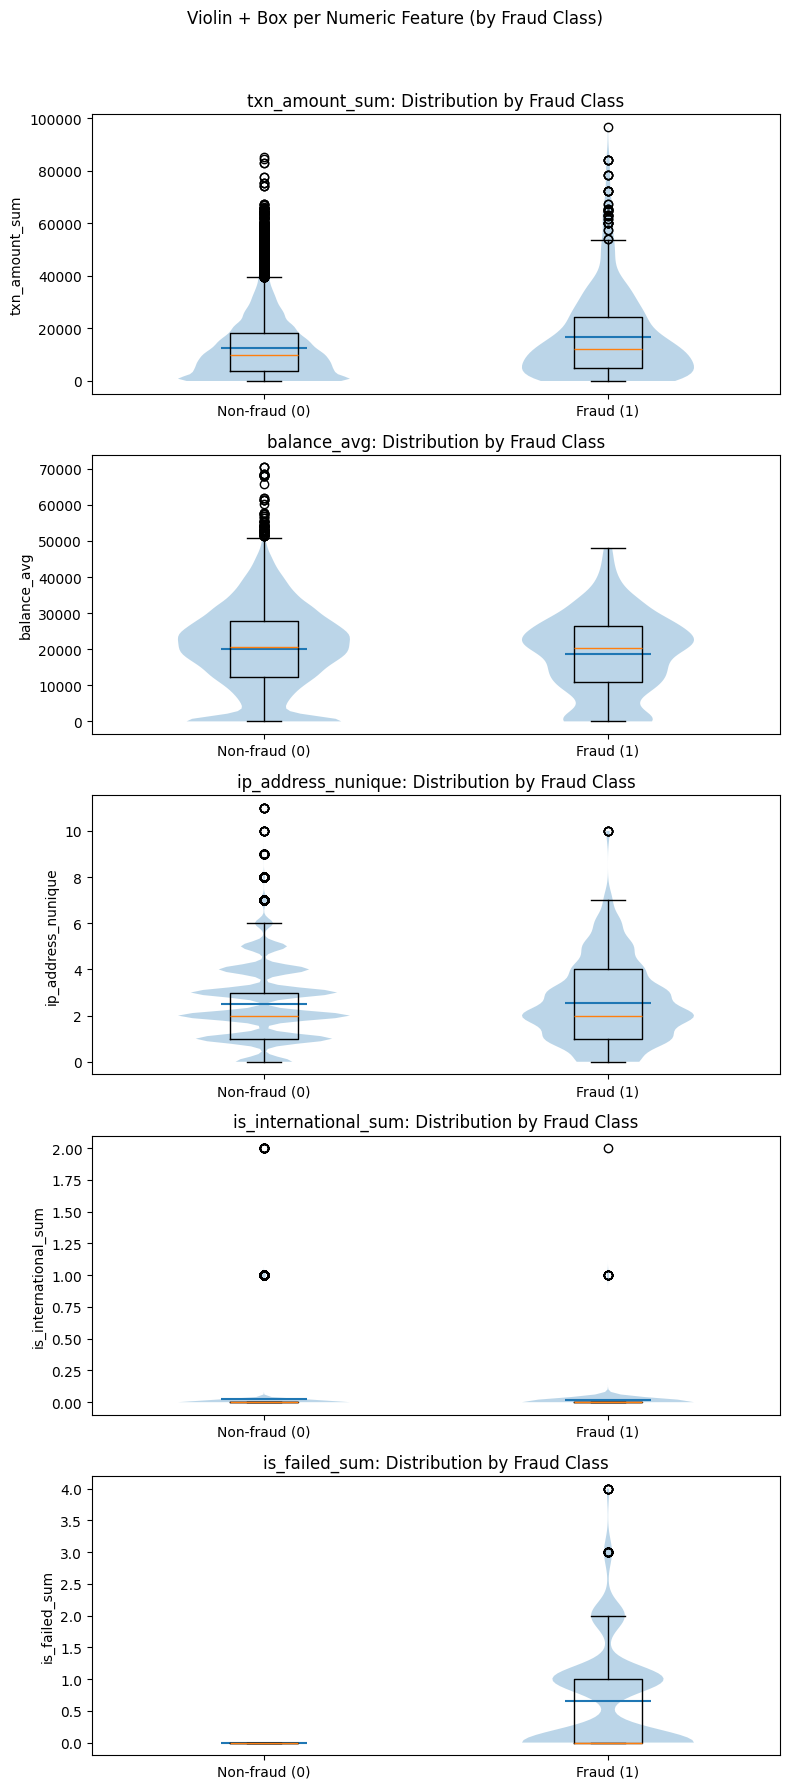 Violin + Box per Numeric Feature (by Fraud Class)
txn_amount_sum: Distribution by Fraud Class
100000
80000
60000
40000
20000
0
txn_amount_sum
Non-fraud (0) Fraud (1)
balance_avg: Distribution by Fraud Class
70000
60000
50000
40000
30000
20000
10000
0
balance_avg
Non-fraud (0) Fraud (1)
ip_address_nunique: Distribution by Fraud Class
10
8
6
4
2
0
ip_address_nunique
Non-fraud (0) Fraud (1)
is_international_sum: Distribution by Fraud Class
2.00
1.75
1.50
1.25
1.00
0.75
0.50
0.25
0.00
is_international_sum
Non-fraud (0) Fraud (1)
is_failed_sum: Distribution by Fraud Class
4.0
3.5
3.0
2.5
2.0
1.5
1.0
0.5
0.0
is_failed_sum
Non-fraud (0) Fraud (1)